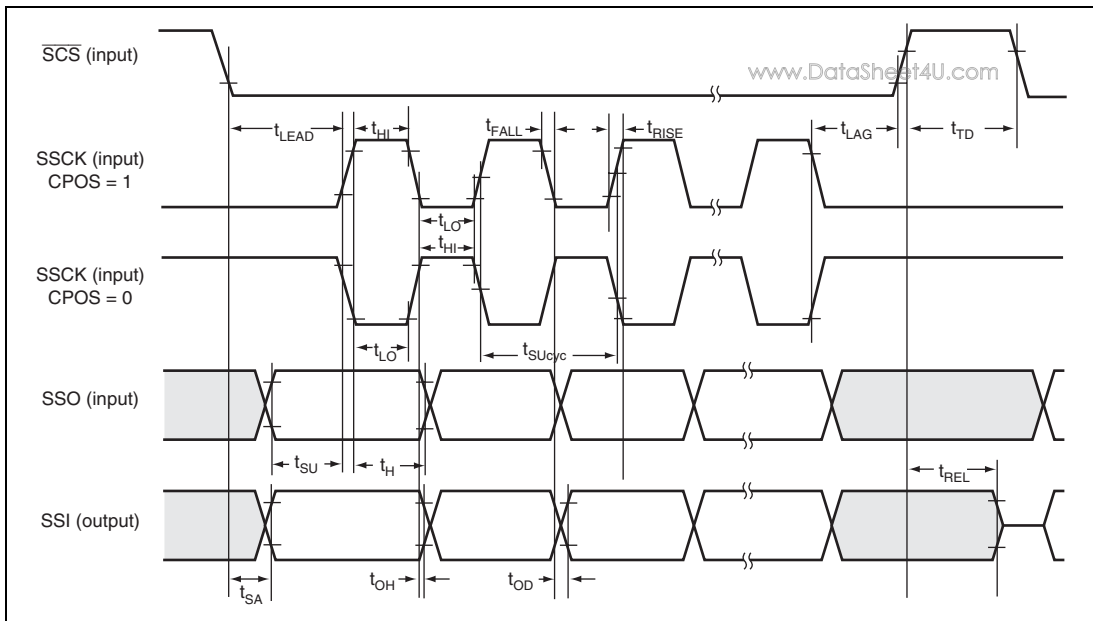 SCS (input)
www.DataSheet4U.com
tLEAD
tHI
tFALL
tRISE
tLAG
tTD
SSCK (input)
CPOS = 1
tLO
tHI
SSCK (input)
CPOS = 0
tLO
tSUcyc
SSO (input)
tSU
tH
tREL
SSI (output)
tSA
tOH
tOD